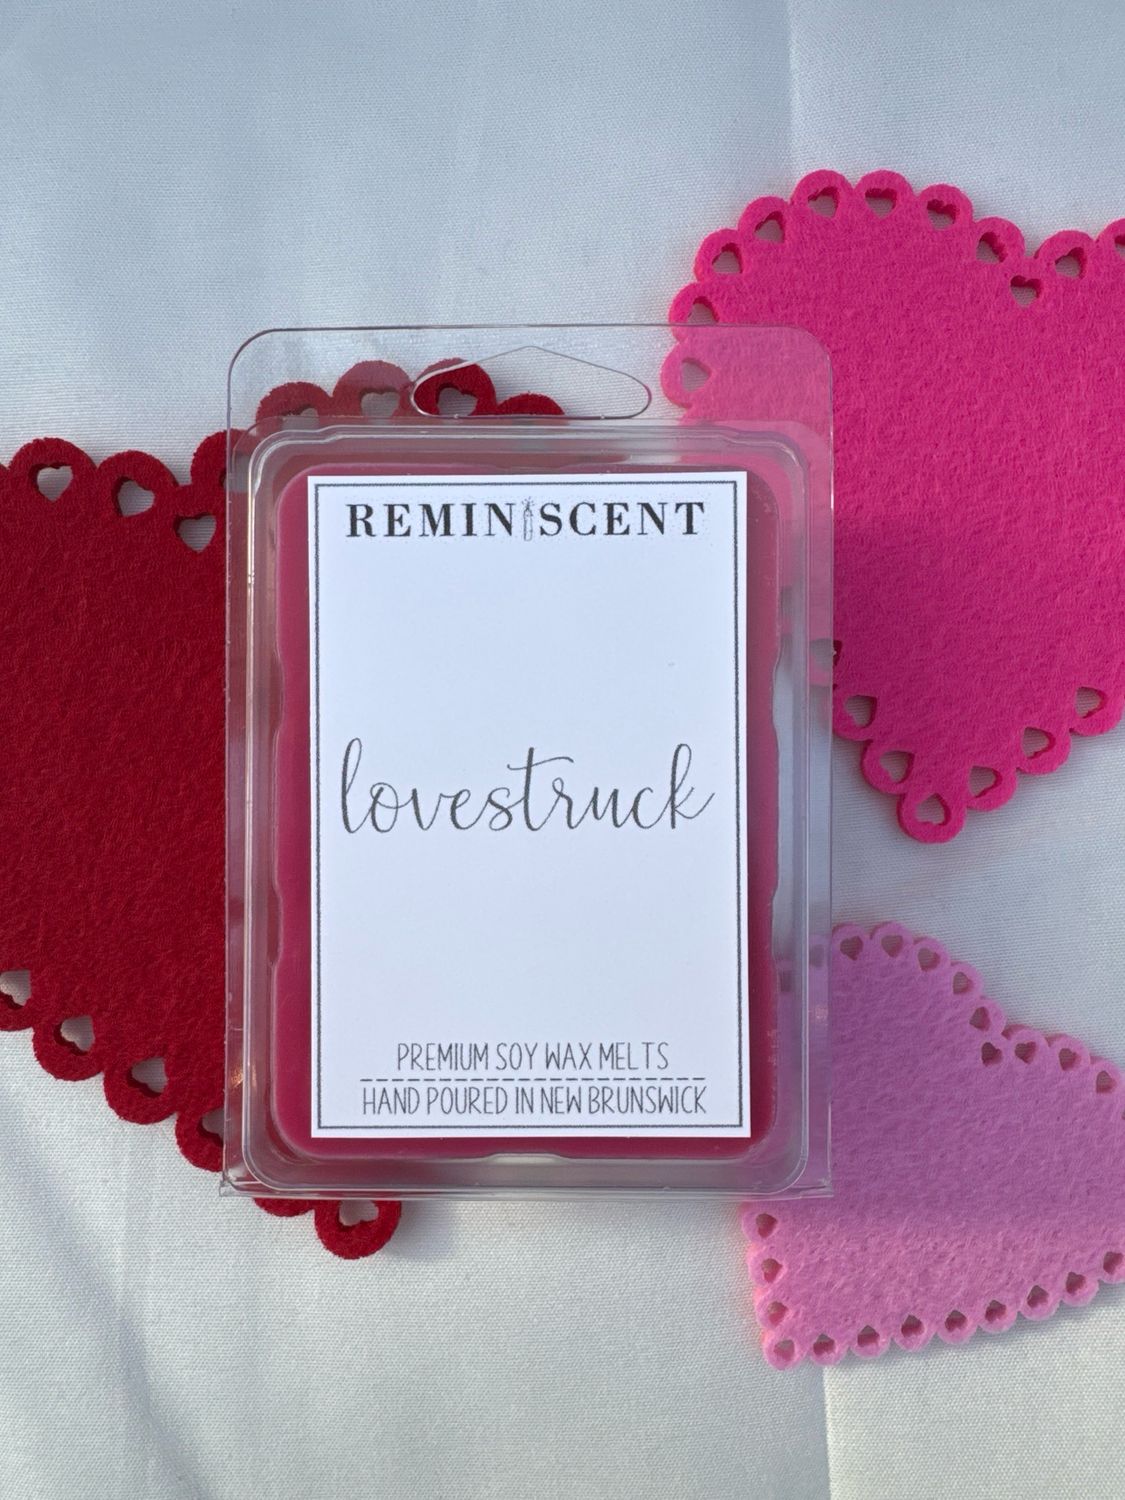 REMINISCENT
lovestruck
PREMIUM SOY WAX MELTS
HAND POURED IN NEW BRUNSWICK